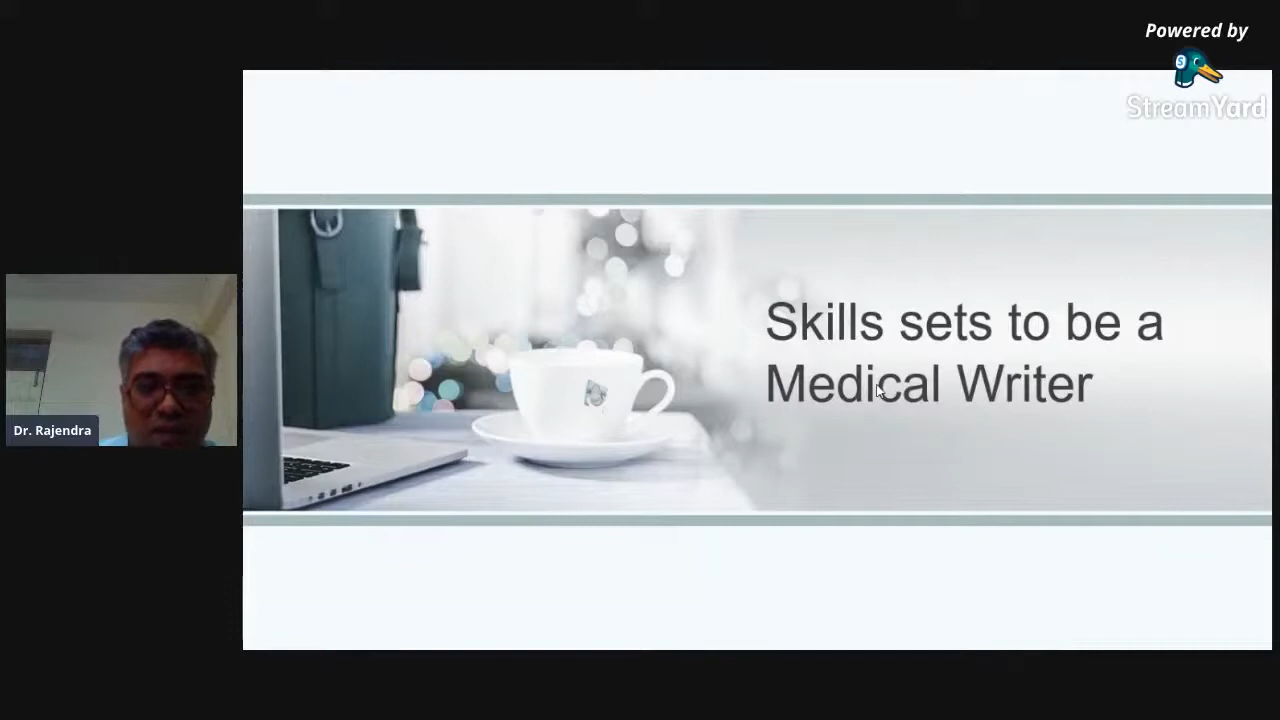 Powered by
StreamYard
Skills sets to be a
Medical Writer
Dr. Rajendra